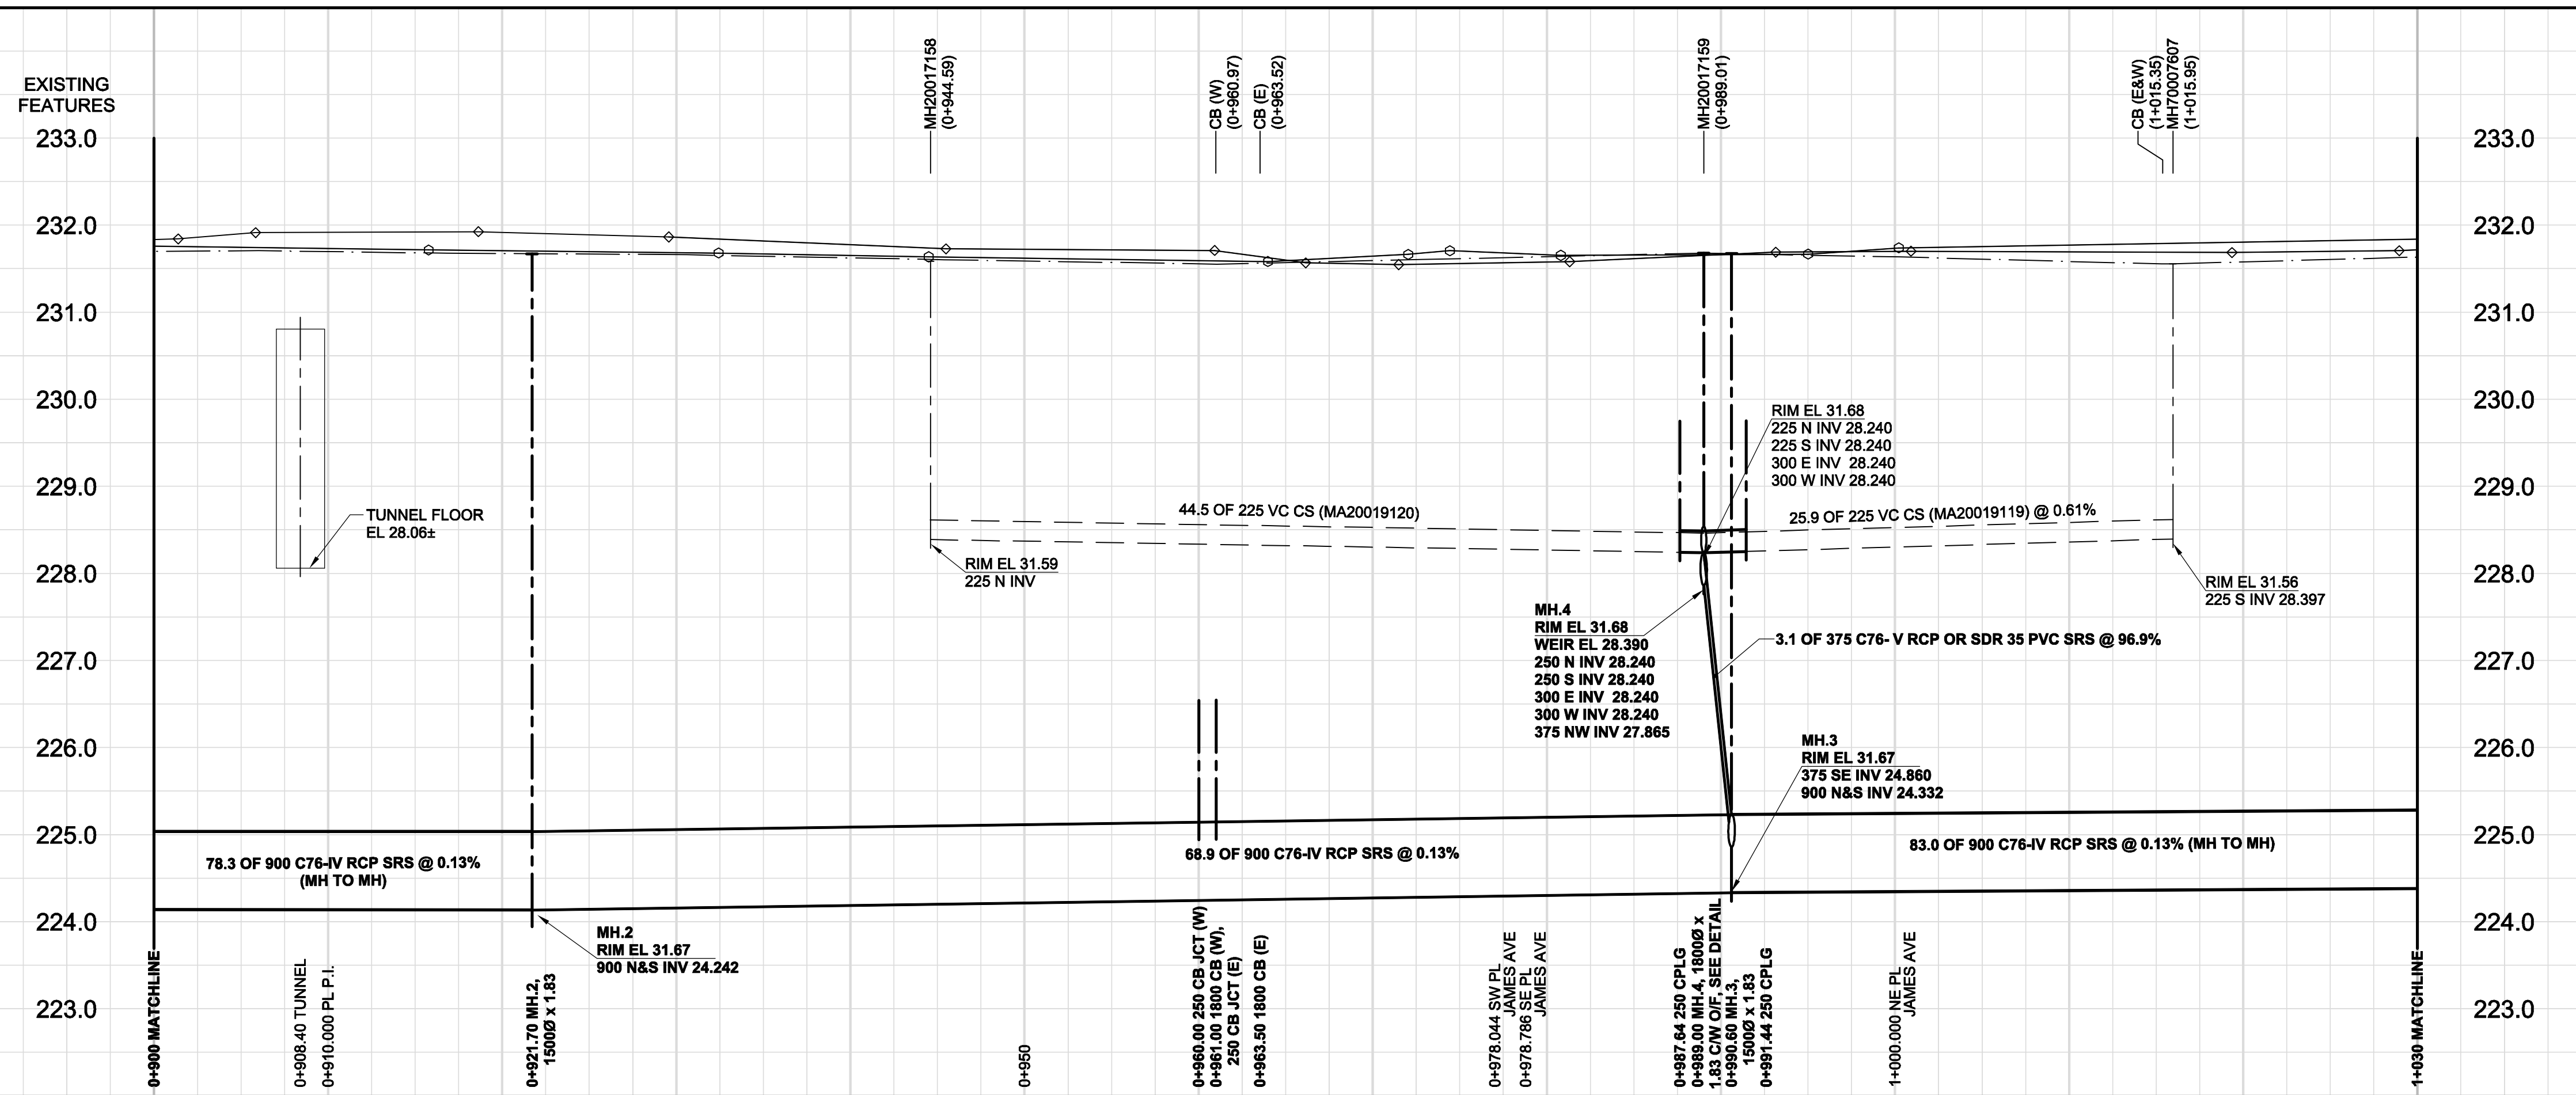 EXISTING
FEATURES
MH20017158
(0+944.59)
CB (W)
(0+960.97)
CB (E)
(0+963.52)
MH20017159
(0+989.01)
CB (E&W)
(1+015.35)
MH70007607
(1+015.95)
233.0
232.0
231.0
230.0
229.0
228.0
227.0
226.0
225.0
224.0
223.0
233.0
232.0
231.0
230.0
229.0
228.0
227.0
226.0
225.0
224.0
223.0
TUNNEL FLOOR
EL 28.06±
44.5 OF 225 VC CS (MA20019120)
RIM EL 31.59
225 N INV
RIM EL 31.68
225 N INV 28.240
225 S INV 28.240
300 E INV 28.240
300 W INV 28.240
25.9 OF 225 VC CS (MA20019119) @ 0.61%
RIM EL 31.56
225 S INV 28.397
MH.4
RIM EL 31.68
WEIR EL 28.390
250 N INV 28.240
250 S INV 28.240
300 E INV 28.240
300 W INV 28.240
375 NW INV 27.865
3.1 OF 375 C76- V RCP OR SDR 35 PVC SRS @ 96.9%
MH.3
RIM EL 31.67
375 SE INV 24.860
900 N&S INV 24.332
78.3 OF 900 C76-IV RCP SRS @ 0.13%
(MH TO MH)
68.9 OF 900 C76-IV RCP SRS @ 0.13%
83.0 OF 900 C76-IV RCP SRS @ 0.13% (MH TO MH)
MH.2
RIM EL 31.67
900 N&S INV 24.242
0+900 MATCHLINE
0+908.40 TUNNEL
0+910.000 PL P.I.
0+921.70 MH.2,
1500Ø x 1.83
0+950
0+960.00 250 CB JCT (W)
0+961.00 1800 CB (W),
250 CB JCT (E)
0+963.50 1800 CB (E)
0+978.044 SW PL
JAMES AVE
0+978.786 SE PL
JAMES AVE
0+987.64 250 CPLG
0+989.00 MH.4, 1800Ø x
1.83 C/W O/F, SEE DETAIL
0+990.60 MH.3,
1500Ø x 1.83
0+991.44 250 CPLG
1+000.000 NE PL
JAMES AVE
1+030 MATCHLINE